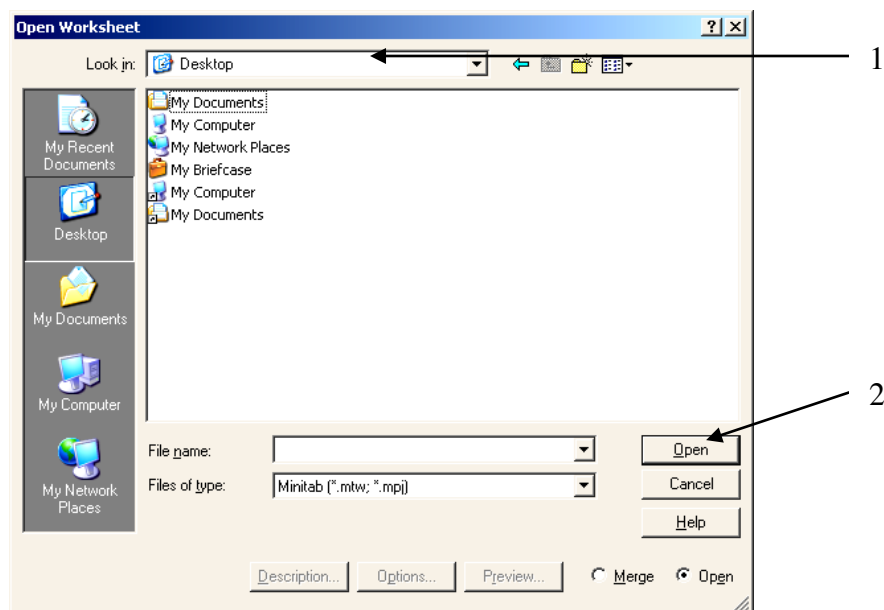 Open Worksheet
? X
Look in: Desktop
1
My Recent
Documents
Desktop
My Documents
My Computer
My Network
Places
My Documents
My Computer
My Network Places
My Briefcase
My Computer
My Documents
2
File name:
Open
Files of type: Minitab (*.mtw; *.mpj)
Cancel
Help
Description... Options... Preview... Merge Open